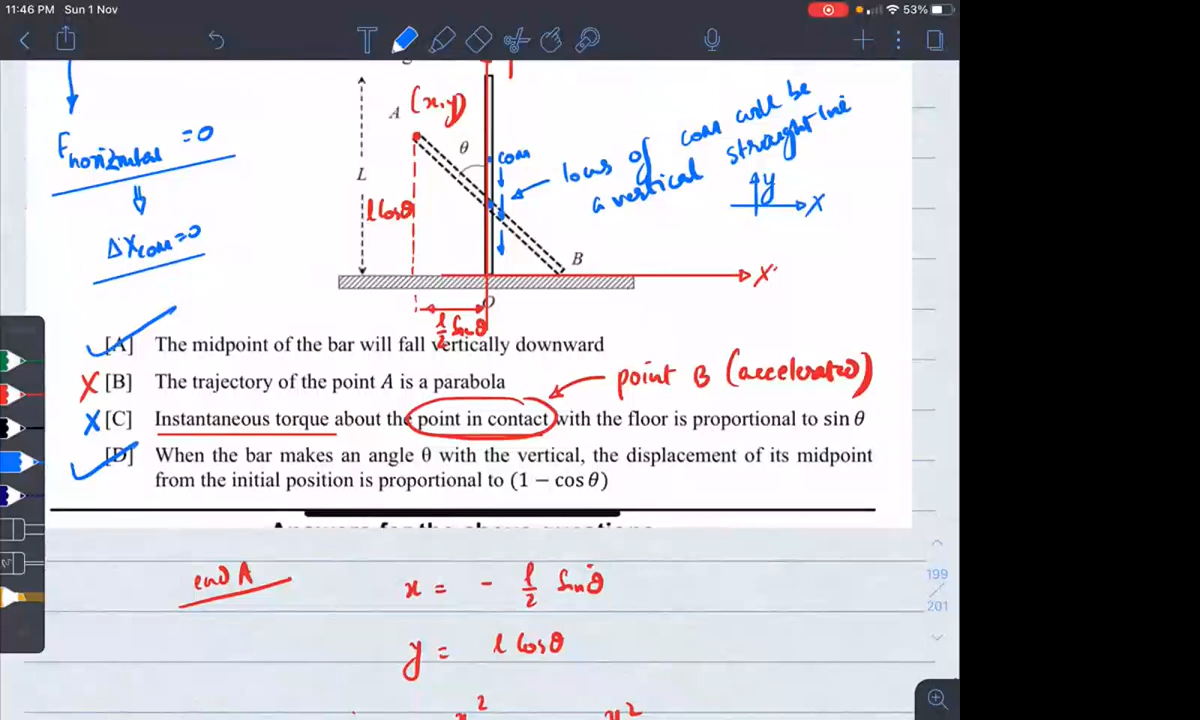 11:46 PM Sun 1 Nov
53%
F horizontal = 0
ΔXcom = 0
L
A
(x, y)
θ
l cosθ
com
locus of com will be
a vertical straight line
y
X
B
X
O
l/2 Sinθ
[A] The midpoint of the bar will fall vertically downward
[B] The trajectory of the point A is a parabola
point B (accelerated)
[C] Instantaneous torque about the point in contact with the floor is proportional to sin θ
[D] When the bar makes an angle θ with the vertical, the displacement of its midpoint
from the initial position is proportional to (1 − cos θ)
end A
x = - l/2 Sinθ
y = l Cosθ
199
201